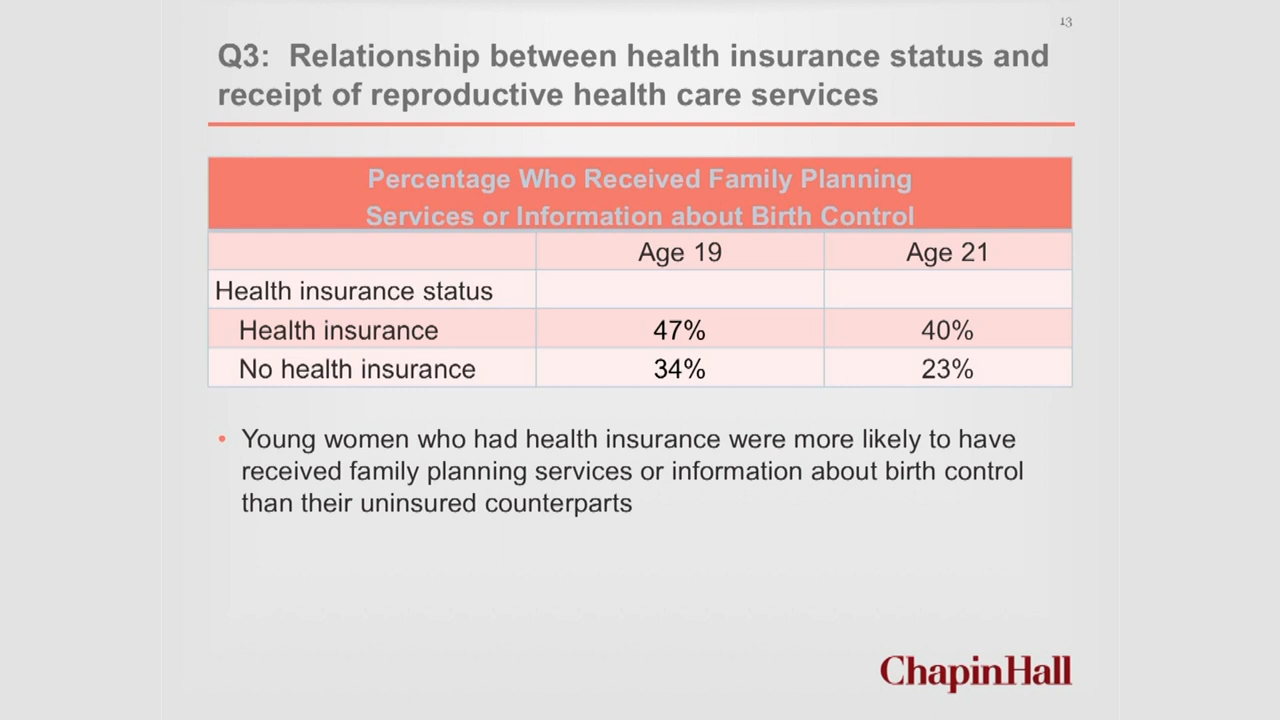 13
Q3: Relationship between health insurance status and
receipt of reproductive health care services
Percentage Who Received Family Planning
Services or Information about Birth Control
Age 19 Age 21
Health insurance status
Health insurance 47% 40%
No health insurance 34% 23%
• Young women who had health insurance were more likely to have
received family planning services or information about birth control
than their uninsured counterparts
ChapinHall